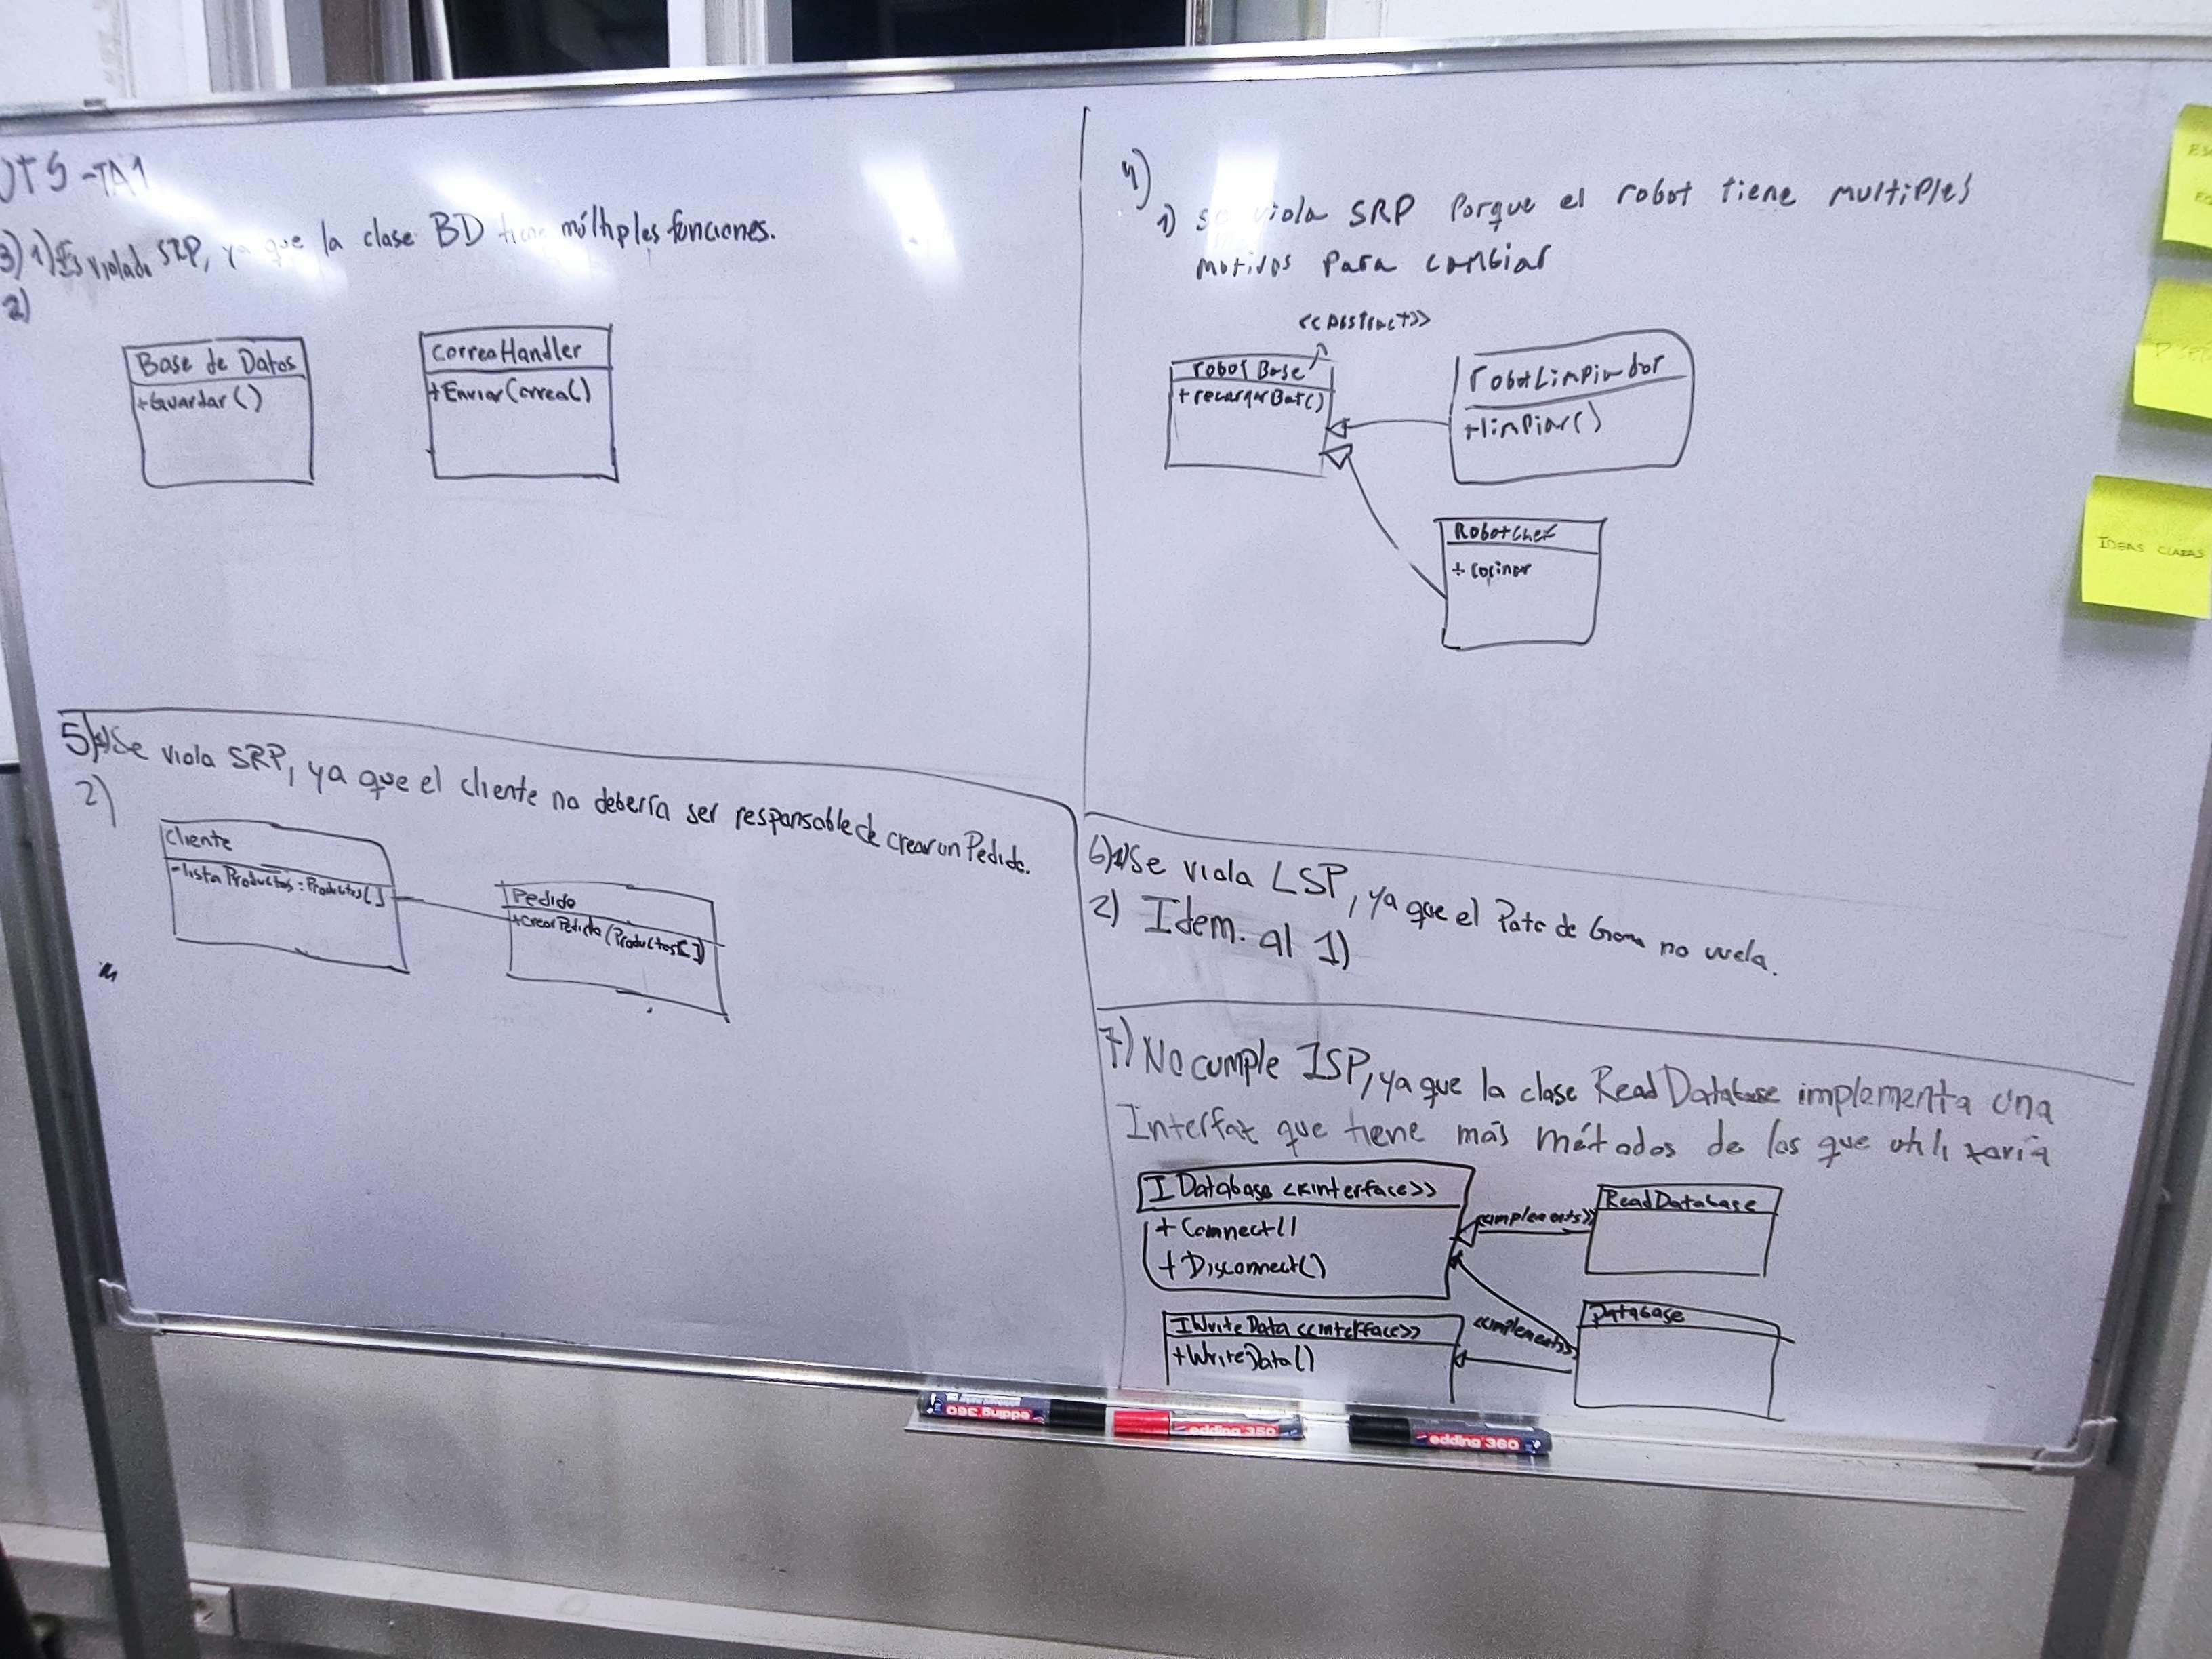 UT5-TA1
3) 1) Es violado SRP, ya que la clase BD tiene múltiples funciones.
2)
Base de Datos
+Guardar()
CorreoHandler
+EnviarCorreo()
4)
1) se viola SRP Porque el robot tiene multiples
motivos para cambiar
<<Abstract>>
robot Base
+recargarBat()
robotLimpiador
+limpiar()
RobotChef
+ cocinar
5) 1) Se viola SRP, ya que el cliente no debería ser responsable de crear un Pedido.
2)
Cliente
-listaProductos: Productos[]
Pedido
+crearPedido(Productos[])
6) 1) Se viola LSP, ya que el Pato de Goma no vuela.
2) Idem. al 1)
7) No cumple ISP, ya que la clase ReadDatabase implementa una
Interfaz que tiene más métodos de los que utilizaría
IDatabase <<interface>>
+ Connect()
+ Disconnect()
<<implements>>
ReadDatabase
IWriteData <<interface>>
+WriteData()
<<implements>>
Database
IDEAS CLARAS
edding 360
edding 350
edding 360